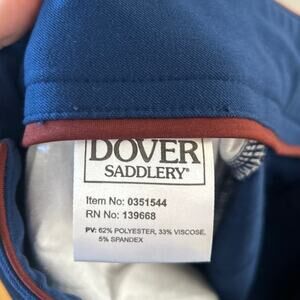 DOVER
SADDLERY®
Item No: 0351544
RN No: 139668
PV: 62% POLYESTER, 33% VISCOSE,
5% SPANDEX